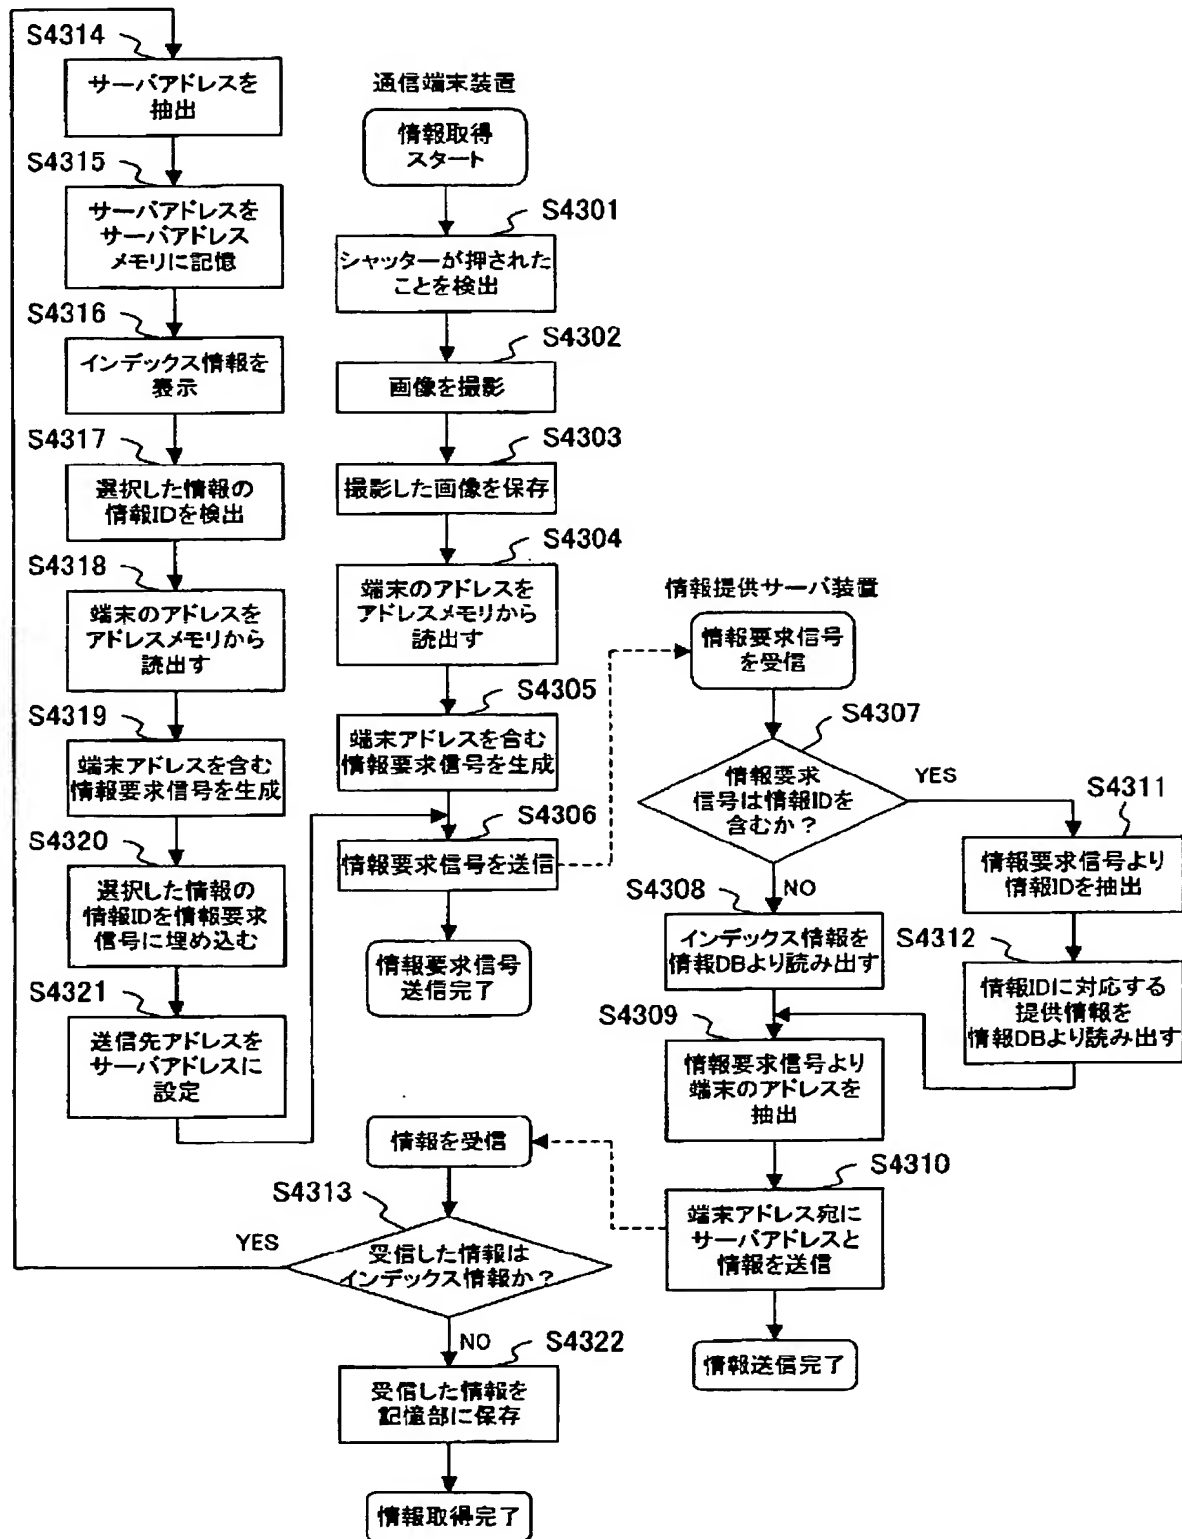 S4314
サーバアドレスを
抽出
S4315
サーバアドレスを
サーバアドレス
メモリに記憶
S4316
インデックス情報を
表示
S4317
選択した情報の
情報IDを検出
S4318
端末のアドレスを
アドレスメモリから
読出す
S4319
端末アドレスを含む
情報要求信号を生成
S4320
選択した情報の
情報IDを情報要求
信号に埋め込む
S4321
送信先アドレスを
サーバアドレスに
設定
通信端末装置
情報取得
スタート
S4301
シャッターが押された
ことを検出
S4302
画像を撮影
S4303
撮影した画像を保存
S4304
端末のアドレスを
アドレスメモリから
読出す
S4305
端末アドレスを含む
情報要求信号を生成
S4306
情報要求信号を送信
情報要求信号
送信完了
情報提供サーバ装置
情報要求信号
を受信
S4307
情報要求
信号は情報IDを
含むか？
YES
NO
S4311
情報要求信号より
情報IDを抽出
S4312
情報IDに対応する
提供情報を
情報DBより読み出す
S4308
インデックス情報を
情報DBより読み出す
S4309
情報要求信号より
端末のアドレスを
抽出
S4310
端末アドレス宛に
サーバアドレスと
情報を送信
情報送信完了
情報を受信
S4313
受信した情報は
インデックス情報か？
YES
NO
S4322
受信した情報を
記憶部に保存
情報取得完了